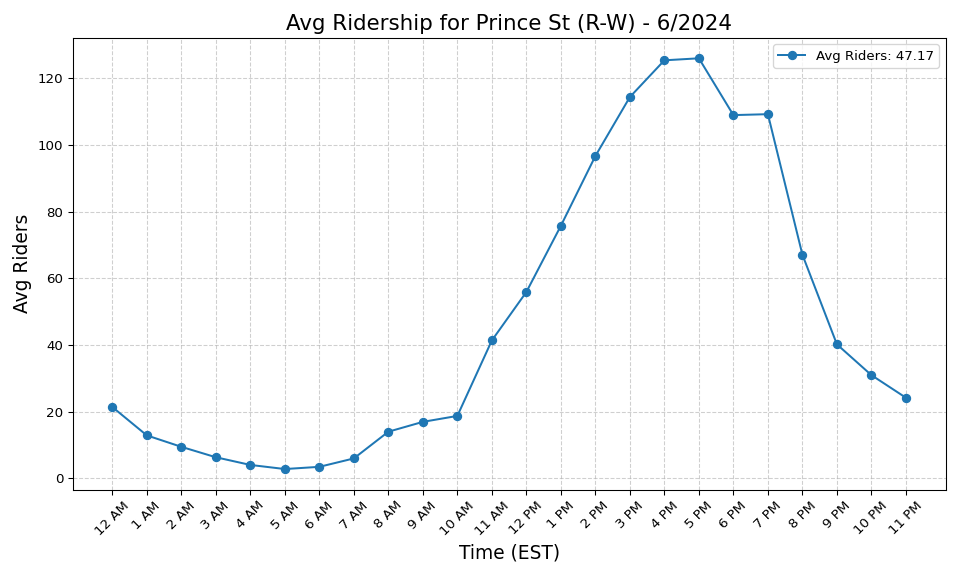 Avg Ridership for Prince St (R-W) - 6/2024
Avg Riders: 47.17
Avg Riders
120
100
80
60
40
20
0
12 AM
1 AM
2 AM
3 AM
4 AM
5 AM
6 AM
7 AM
8 AM
9 AM
10 AM
11 AM
12 PM
1 PM
2 PM
3 PM
4 PM
5 PM
6 PM
7 PM
8 PM
9 PM
10 PM
11 PM
Time (EST)